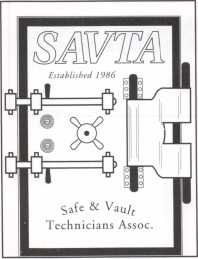 SAVTA
Established 1986
Safe & Vault
Technicians Assoc.